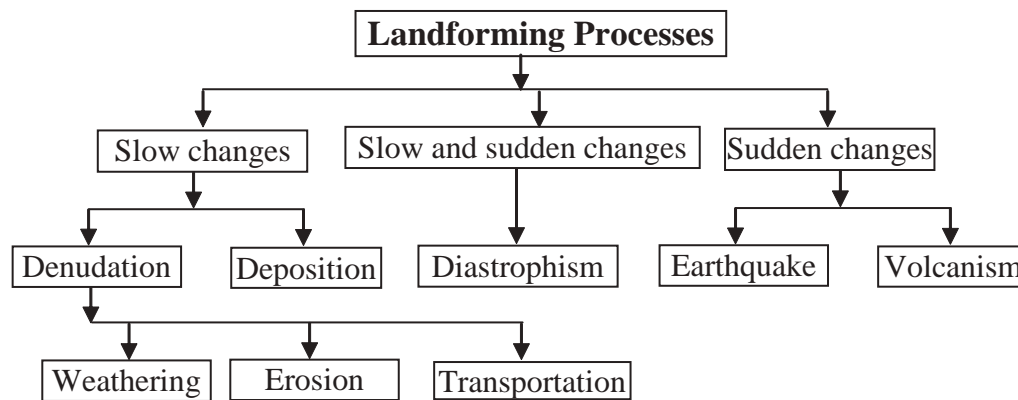 Landforming Processes
Slow changes
Slow and sudden changes
Sudden changes
Denudation
Deposition
Diastrophism
Earthquake
Volcanism
Weathering
Erosion
Transportation